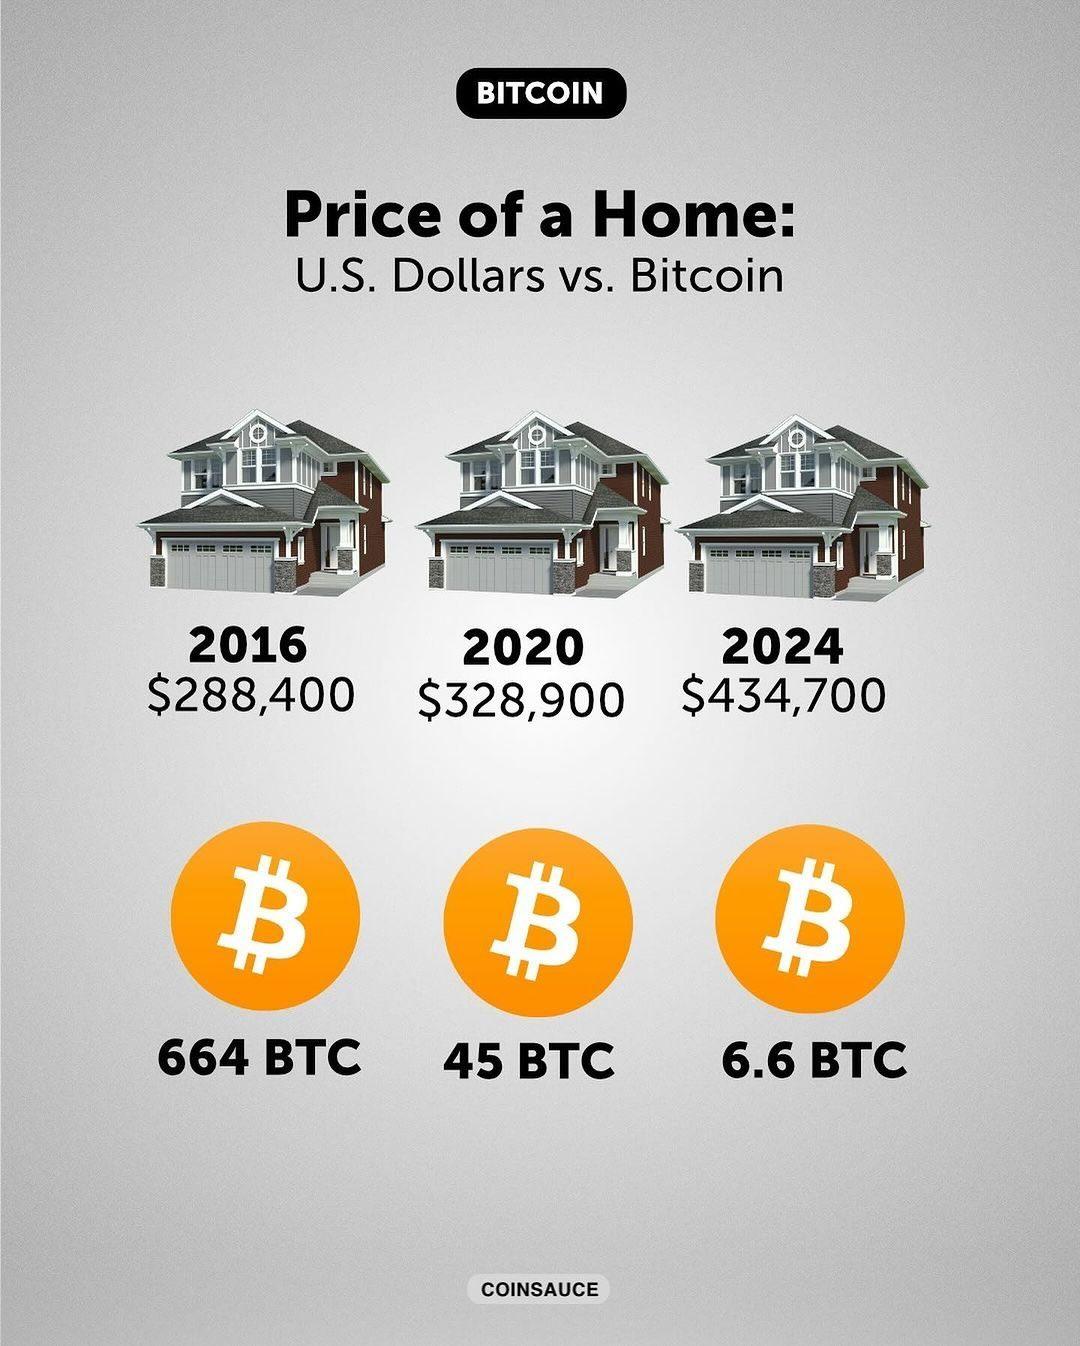 BITCOIN
Price of a Home:
U.S. Dollars vs. Bitcoin
2016
$288,400
2020
$328,900
2024
$434,700
664 BTC
45 BTC
6.6 BTC
COINSAUCE